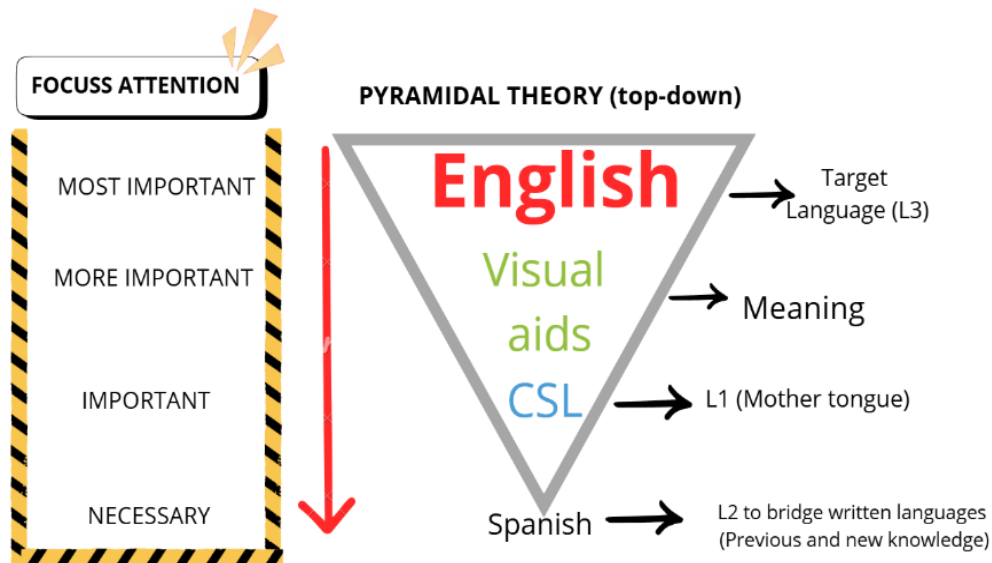 FOCUSS ATTENTION
PYRAMIDAL THEORY (top-down)
MOST IMPORTANT
English
Target
Language (L3)
MORE IMPORTANT
Visual
aids
Meaning
IMPORTANT
CSL
L1 (Mother tongue)
NECESSARY
Spanish
L2 to bridge written languages
(Previous and new knowledge)